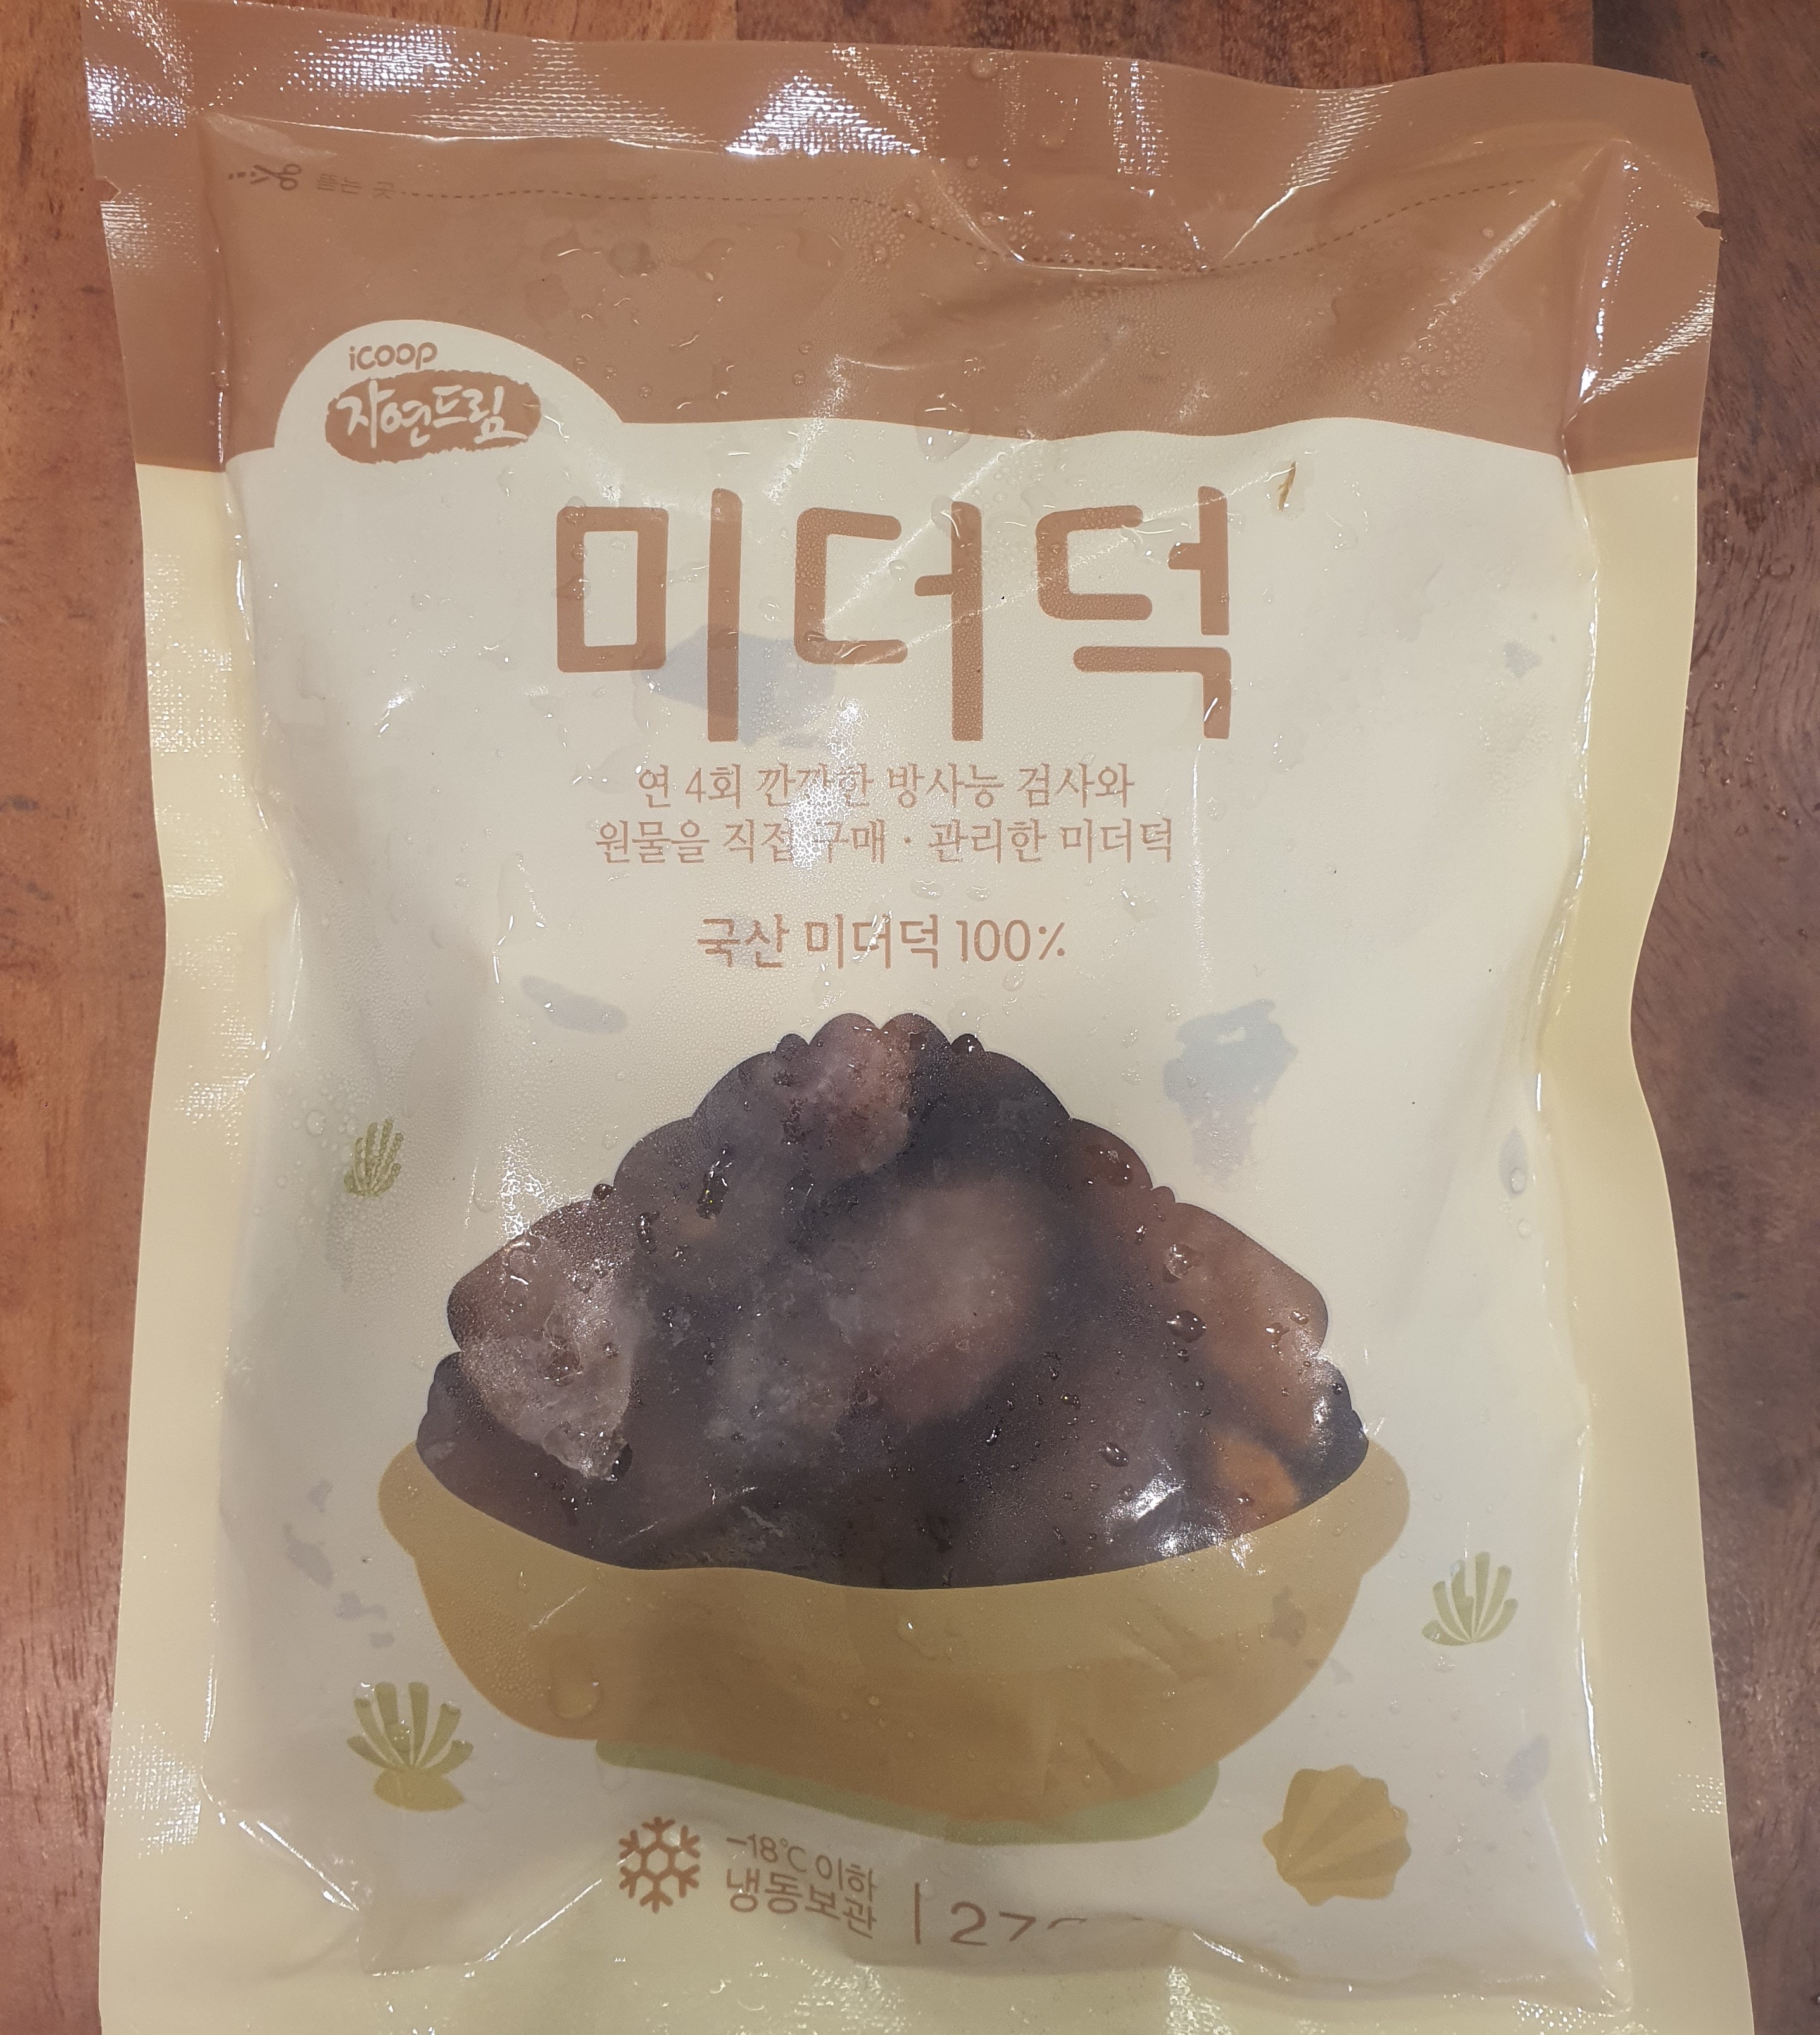 뜯는 곳
icoop
자연드림
미더덕
연 4회 깐깐한 방사능 검사와
원물을 직접 구매 · 관리한 미더덕
국산 미더덕 100%
-18℃ 이하
냉동보관